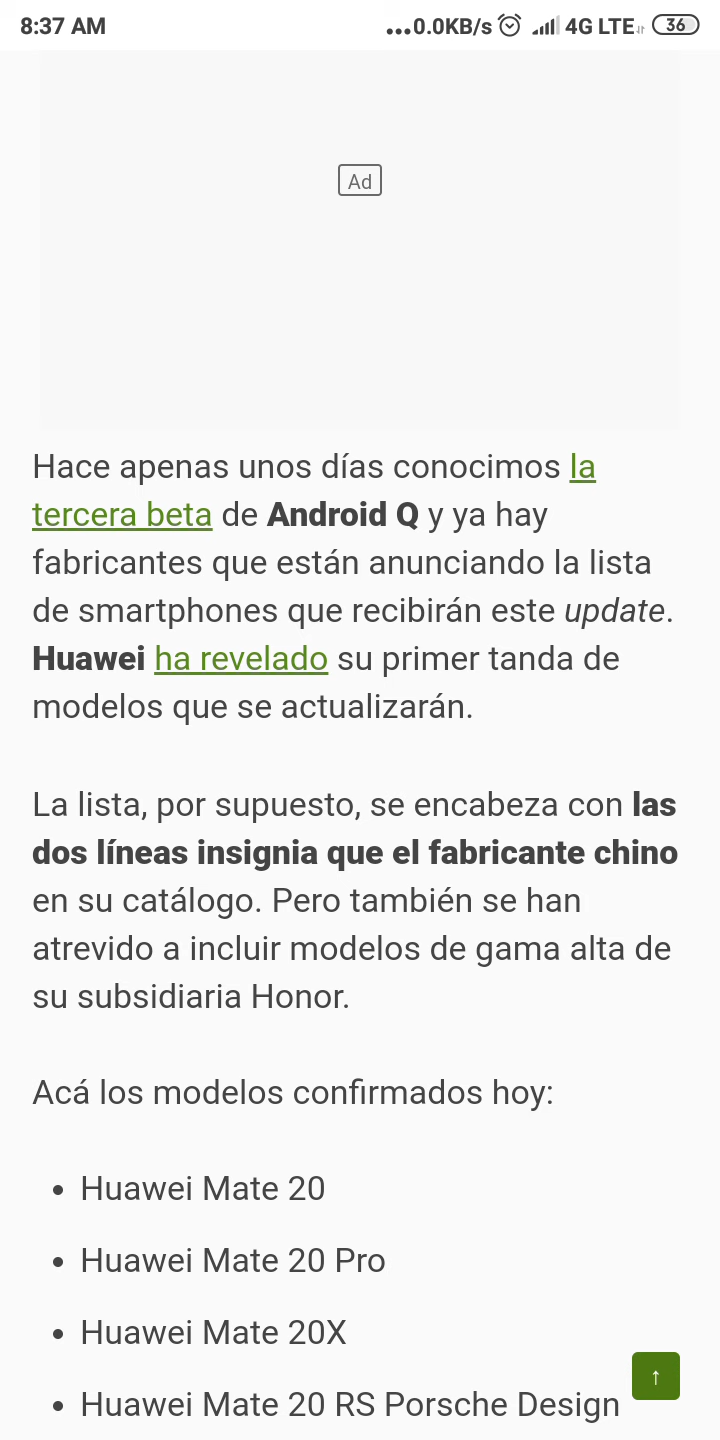 8:37 AM
...0.0KB/s 4G LTE 36
Ad
Hace apenas unos días conocimos la
tercera beta de Android Q y ya hay
fabricantes que están anunciando la lista
de smartphones que recibirán este update.
Huawei ha revelado su primer tanda de
modelos que se actualizarán.
La lista, por supuesto, se encabeza con las
dos líneas insignia que el fabricante chino
en su catálogo. Pero también se han
atrevido a incluir modelos de gama alta de
su subsidiaria Honor.
Acá los modelos confirmados hoy:
• Huawei Mate 20
• Huawei Mate 20 Pro
• Huawei Mate 20X
• Huawei Mate 20 RS Porsche Design
↑